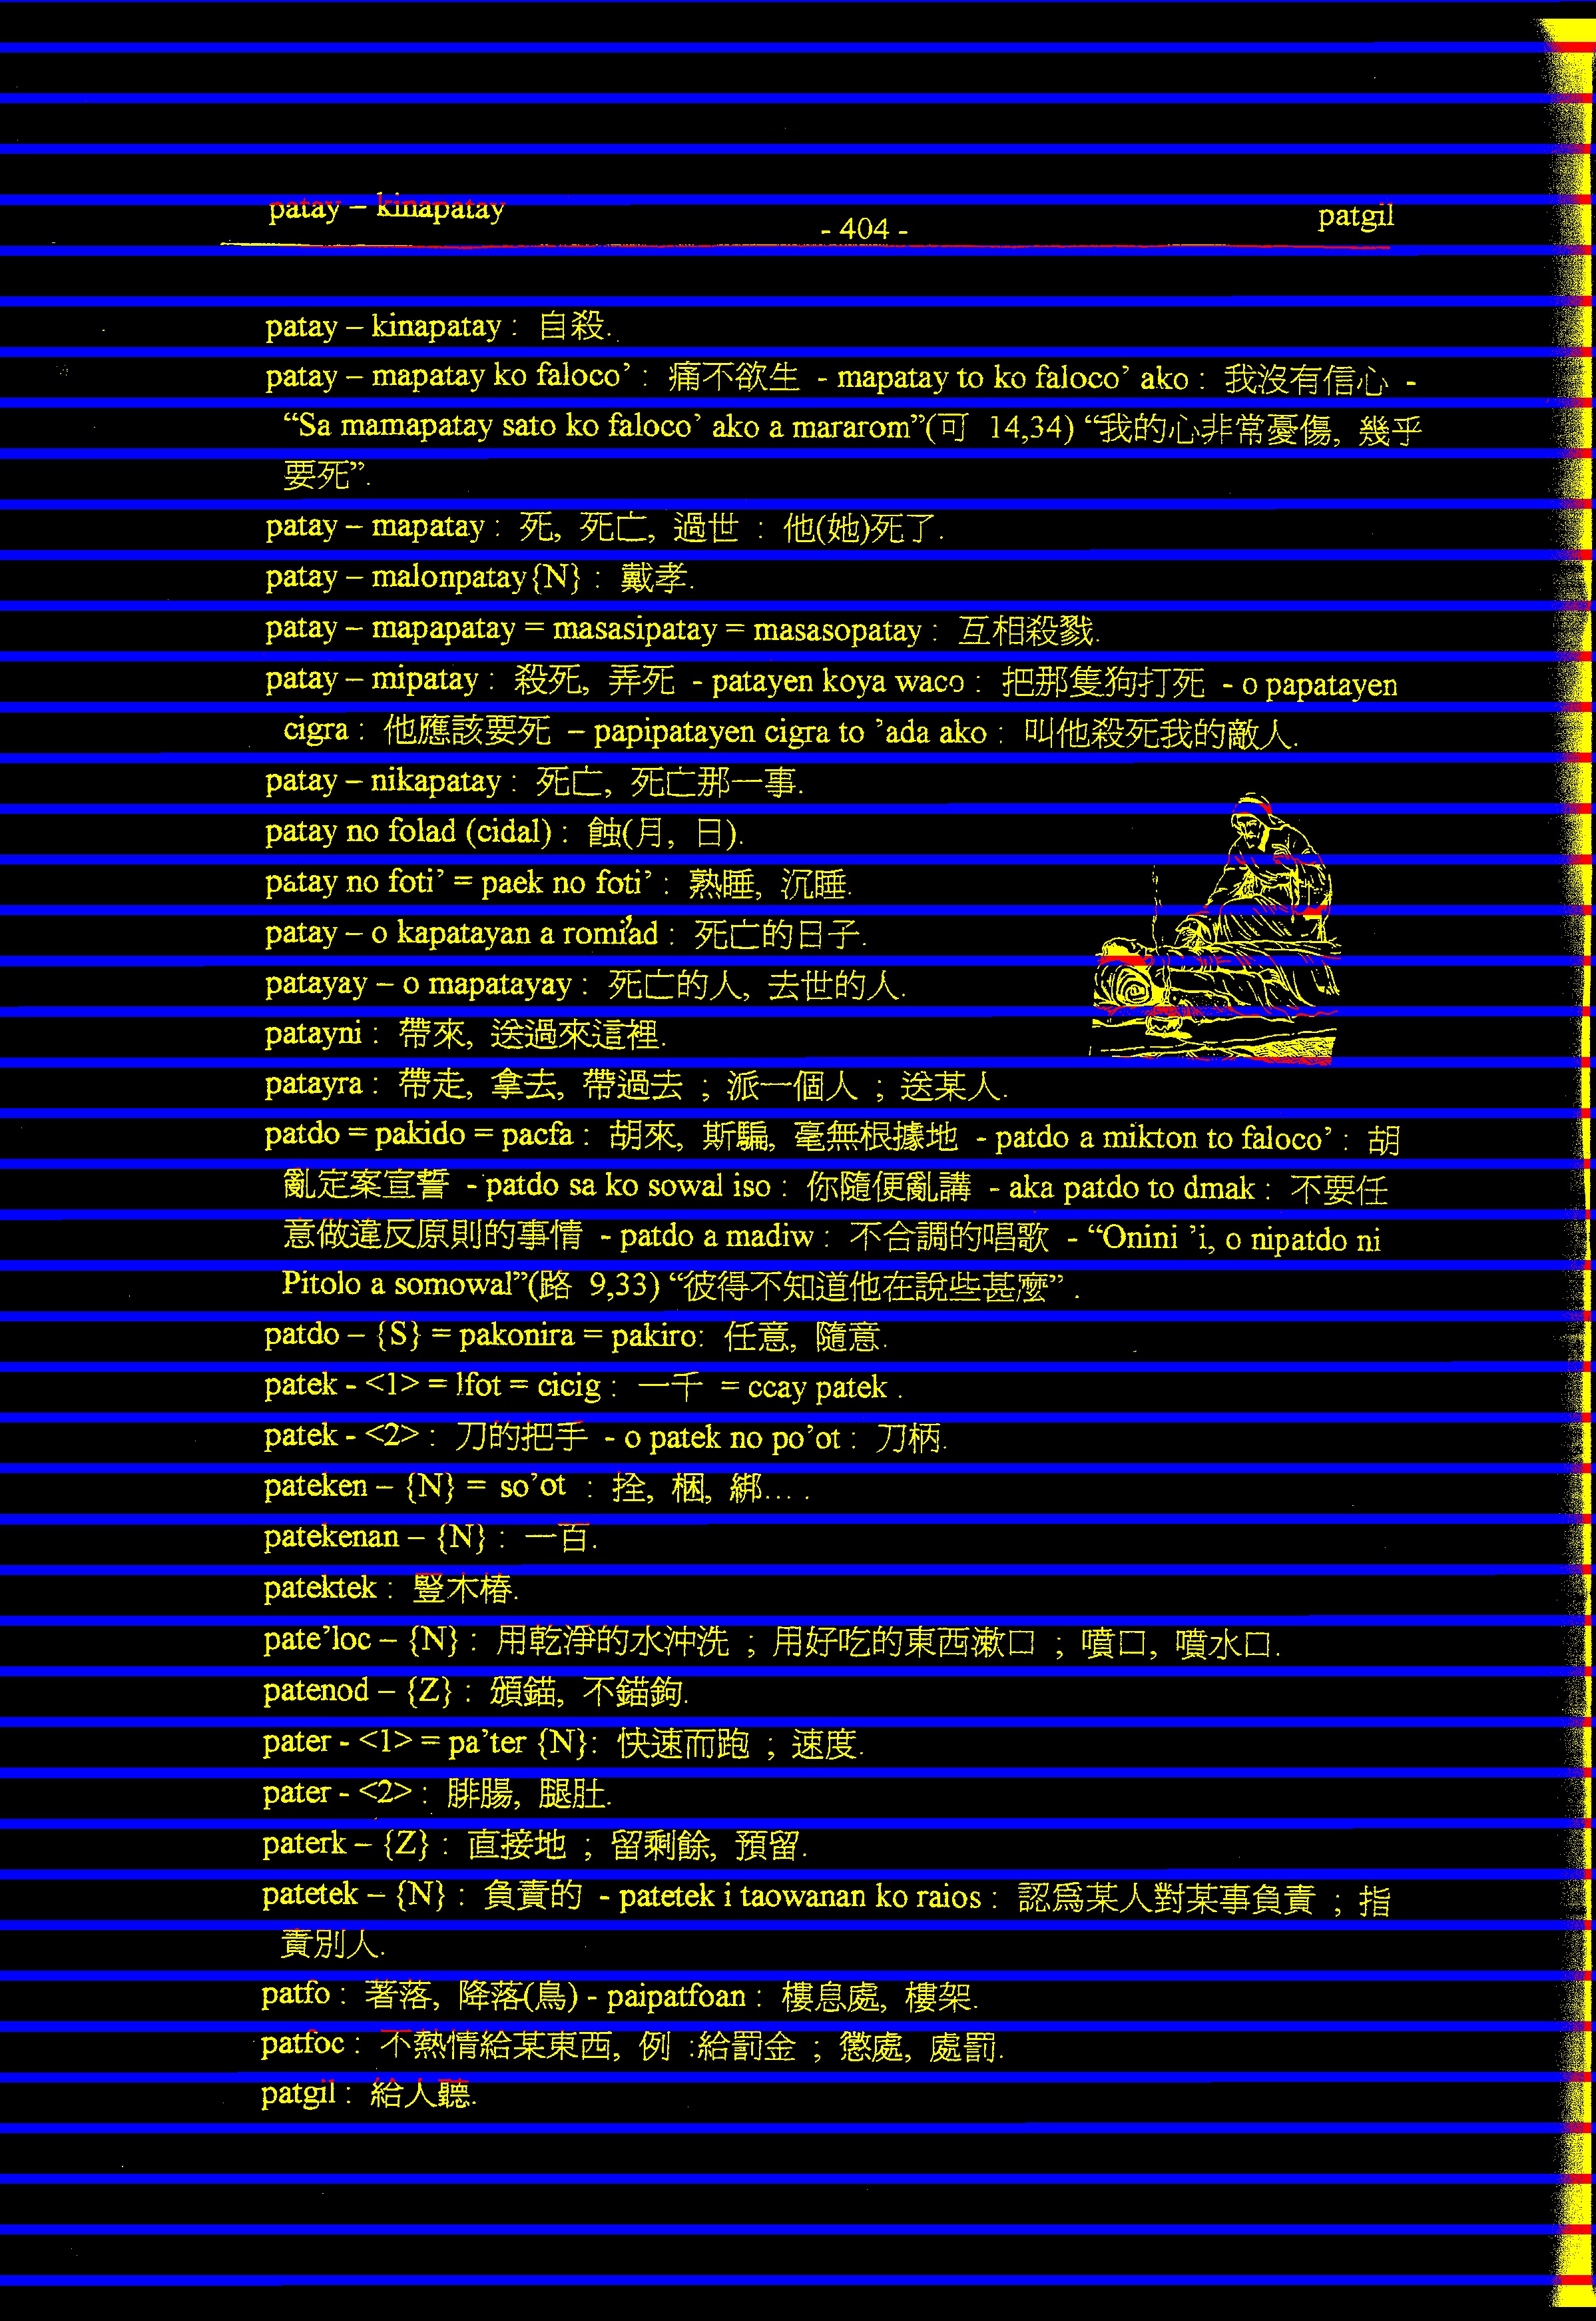 patay – kinapatay
- 404 -
patgil
patay – kinapatay : 自殺.
patay – mapatay ko faloco’ : 痛不欲生 - mapatay to ko faloco’ ako : 我沒有信心 -
“Sa mamapatay sato ko faloco’ ako a mararom”(可 14,34) “我的心非常憂傷, 幾乎
要死”.
patay – mapatay : 死, 死亡, 過世 : 他(她)死了.
patay – malonpatay{N} : 戴孝.
patay – mapapatay = masasipatay = masasopatay : 互相殺戮.
patay – mipatay : 殺死, 弄死 - patayen koya waco : 把那隻狗打死 - o papatayen
cigra : 他應該要死 – papipatayen cigra to ’ada ako : 叫他殺死我的敵人.
patay – nikapatay : 死亡, 死亡那一事.
patay no folad (cidal) : 蝕(月, 日).
patay no foti’ = paek no foti’ : 熟睡, 沉睡.
patay – o kapatayan a romi’ad : 死亡的日子.
patayay – o mapatayay : 死亡的人, 去世的人.
patayni : 帶來, 送過來這裡.
patayra : 帶走, 拿去, 帶過去 ; 派一個人 ; 送某人.
patdo = pakido = pacfa : 胡來, 斯騙, 毫無根據地 - patdo a mikton to faloco’ : 胡
亂定案宣誓 - patdo sa ko sowal iso : 你隨便亂講 - aka patdo to dmak : 不要任
意做違反原則的事情 - patdo a madiw : 不合調的唱歌 - “Onini ’i, o nipatdo ni
Pitolo a somowal”(路 9,33) “彼得不知道他在說些甚麼” .
patdo – {S} = pakonira = pakiro: 任意, 隨意.
patek - <1> = lfot = cicig : 一千 = ccay patek .
patek - <2> : 刀的把手 - o patek no po’ot : 刀柄.
pateken – {N} = so’ot : 拴, 梱, 綁... .
patekenan – {N} : 一百.
patektek : 豎木樁.
pate’loc – {N} : 用乾淨的水沖洗 ; 用好吃的東西漱口 ; 噴口, 噴水口.
patenod – {Z} : 頒錨, 不錨鉤.
pater - <1> = pa’ter {N}: 快速而跑 ; 速度.
pater - <2> : 腓腸, 腿肚.
paterk – {Z} : 直接地 ; 留剩餘, 預留.
patetek – {N} : 負責的 - patetek i taowanan ko raios : 認爲某人對某事負責 ; 指
責別人.
patfo : 著落, 降落(鳥) - paipatfoan : 棲息處, 棲架.
patfoc : 不熱情給某東西, 例 :給罰金 ; 懲處, 處罰.
patgil : 給人聽.